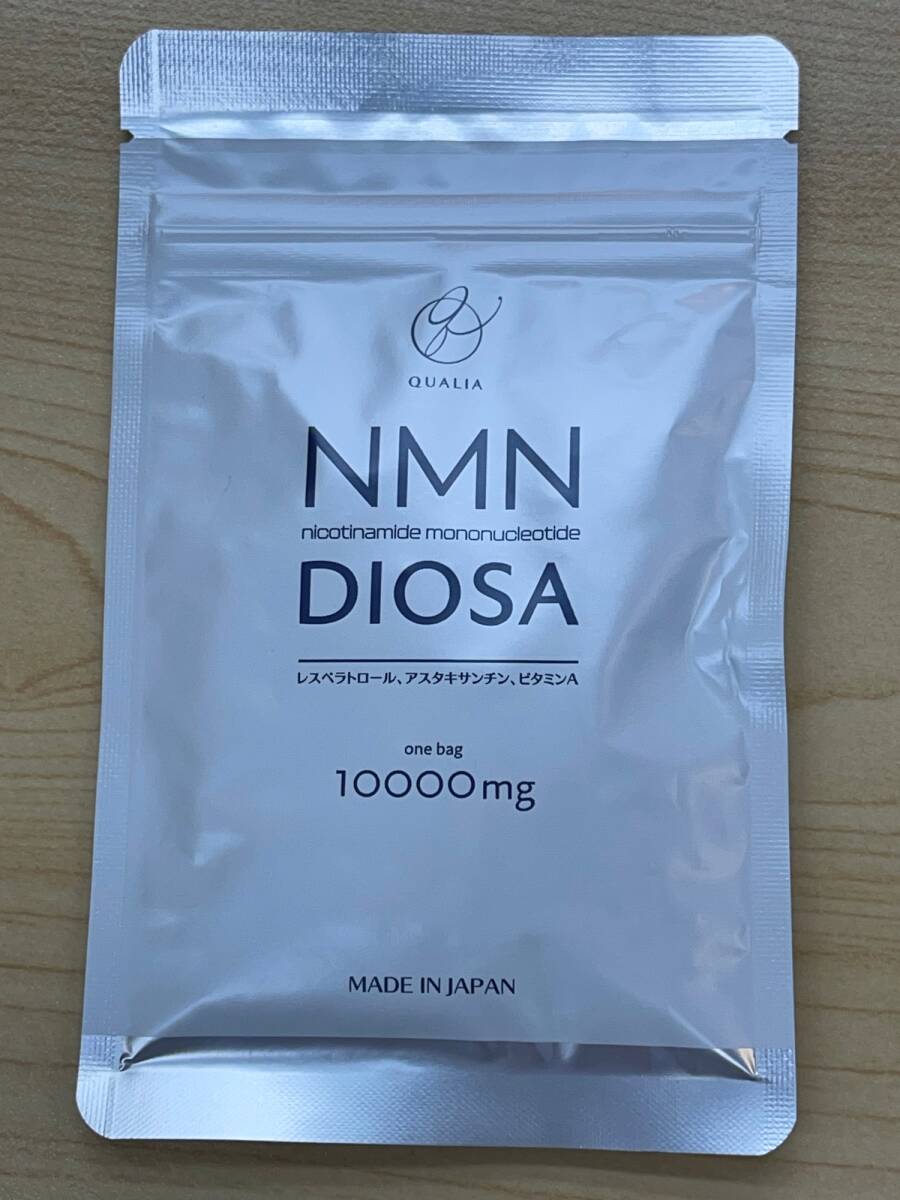 QUALIA
NMN
nicotinamide mononucleotide
DIOSA
レスベラトロール、アスタキサンチン、ビタミンA
one bag
10000mg
MADE IN JAPAN